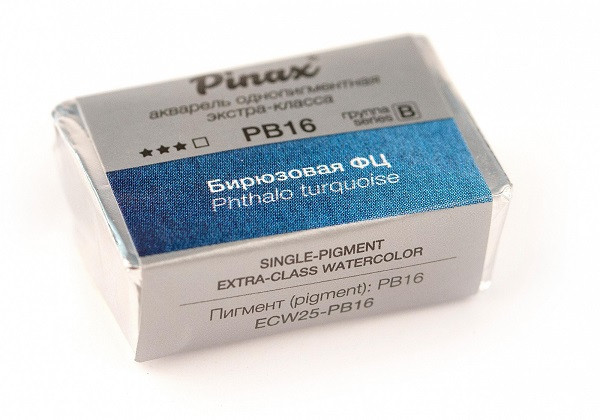 Pinax
акварель однопигментная
экстра-класса
PB16
группа
series B
★★★□
Бирюзовая ФЦ
Phthalo turquoise
SINGLE-PIGMENT
EXTRA-CLASS WATERCOLOR
Пигмент (pigment): PB16
ECW25-PB16